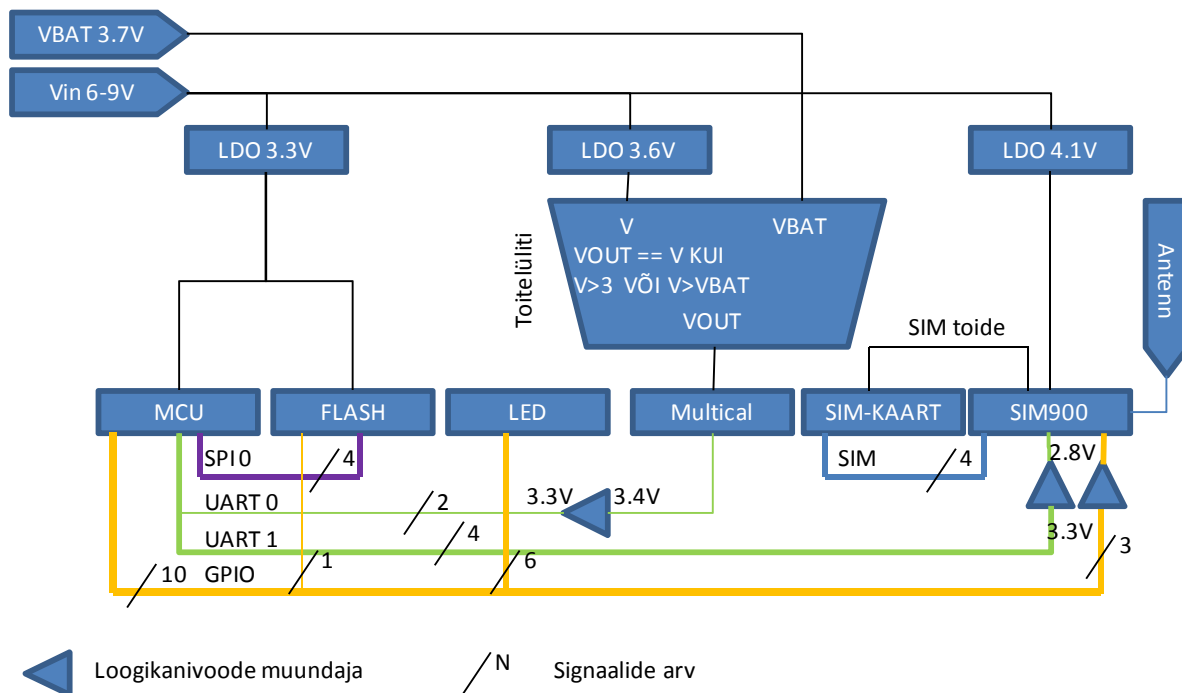 VBAT 3.7V
Vin 6-9V
LDO 3.3V
LDO 3.6V
LDO 4.1V
Toitelüliti
V
VBAT
VOUT == V KUI
V>3 VÕI V>VBAT
VOUT
Antenn
SIM toide
MCU
FLASH
LED
Multical
SIM-KAART
SIM900
SPI 0
4
SIM
4
2.8V
UART 0
2
3.3V
3.4V
UART 1
4
3.3V
10
GPIO
1
6
3
Loogikanivoode muundaja
N
Signaalide arv